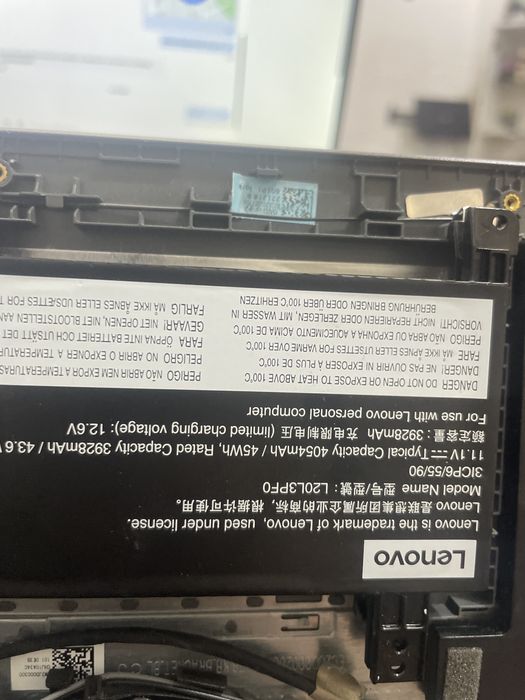 Lenovo
Lenovo is the trademark of Lenovo, used under license.
Lenovo 是联想集团所属企业的商标，根据许可使用。
Model Name 型号/型號：L20L3PF0
3ICP6/55/90
11.1V⎓ Typical Capacity 4054mAh / 45Wh, Rated Capacity 3928mAh / 43.6
额定容量：3928mAh 充电限制电压 (limited charging voltage): 12.6V
For use with Lenovo personal computer
DANGER DO NOT OPEN OR EXPOSE TO HEAT ABOVE 100°C
DANGER! NE PAS OUVRIR NI EXPOSER À PLUS DE 100°C
FARE MÅ IKKE ÅPNES ELLER UTSETTES FOR VARME OVER 100°C
PERIGO NÃO ABRA OU EXPONHA A AQUECIMENTO ACIMA DE 100°C
VORSICHT! NICHT REPARIEREN ODER ZERLEGEN, MIT WASSER IN
BERÜHRUNG BRINGEN ODER ÜBER 100°C ERHITZEN
PERIGO NÃO ABRIR NEM EXPOR A TEMPERATURAS
PELIGRO NO ABRIR O EXPONER A TEMPERATURA
FARA ÖPPNA INTE BATTERIET OCH UTSÄTT DET
GEVAAR! NIET OPENEN, NIET BLOOTSTELLEN AAN
FARLIG MÅ IKKE ÅBNES ELLER UDSÆTTES FOR